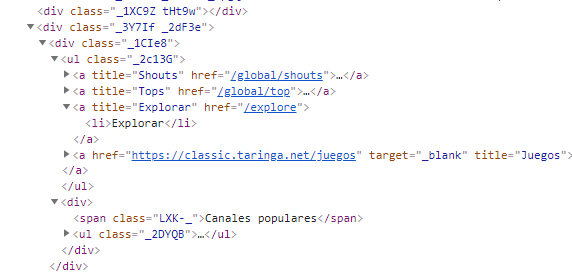 <div class="_1XC9Z tHt9w"></div>
▼<div class="_3Y7If _2dF3e">
▼<div class="_1CIe8">
▼<ul class="_2c13G">
▶<a title="Shouts" href="/global/shouts">…</a>
▶<a title="Tops" href="/global/top">…</a>
▼<a title="Explorar" href="/explore">
<li>Explorar</li>
</a>
▶<a href="https://classic.taringa.net/juegos" target="_blank" title="Juegos">
</a>
</ul>
▼<div>
<span class="LXK-_">Canales populares</span>
▶<ul class="_2DYQB">…</ul>
</div>
</div>